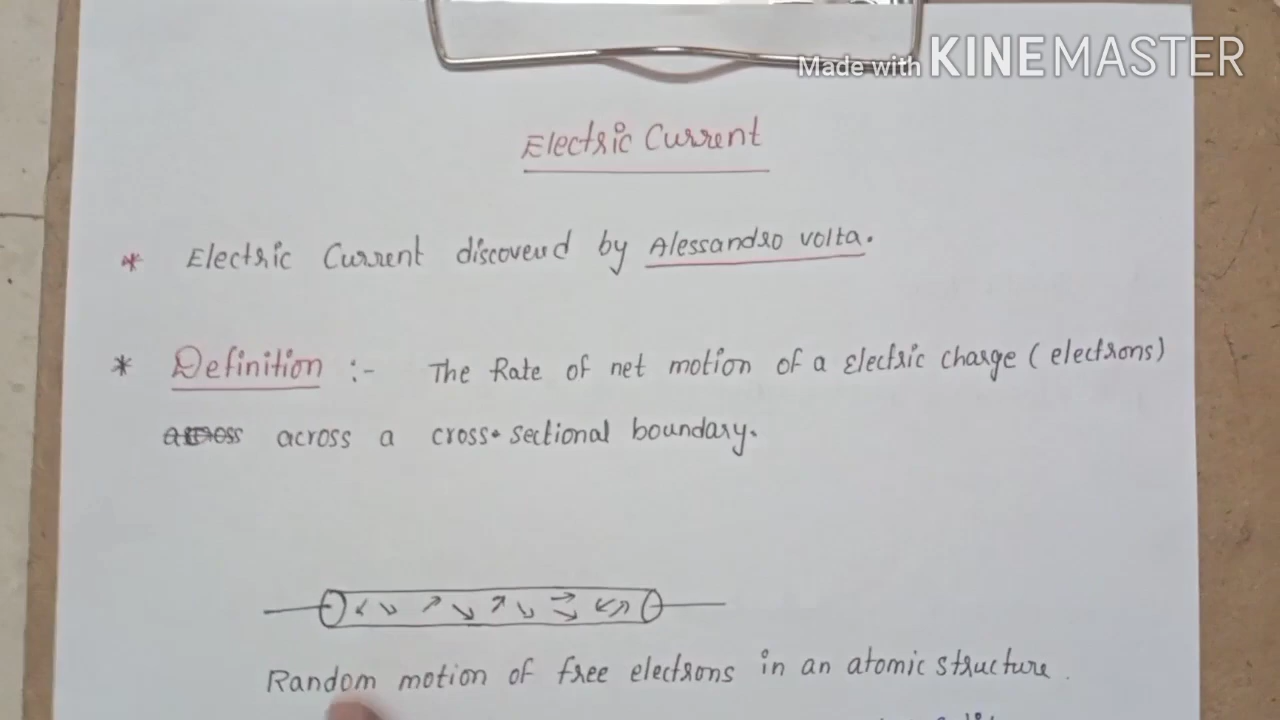 Made with KINEMASTER
Electric Current
* Electric Current discovered by Alessandro volta.
* Definition :- The Rate of net motion of a Electric charge (electrons)
across a cross-sectional boundary.
Random motion of free electrons in an atomic structure.